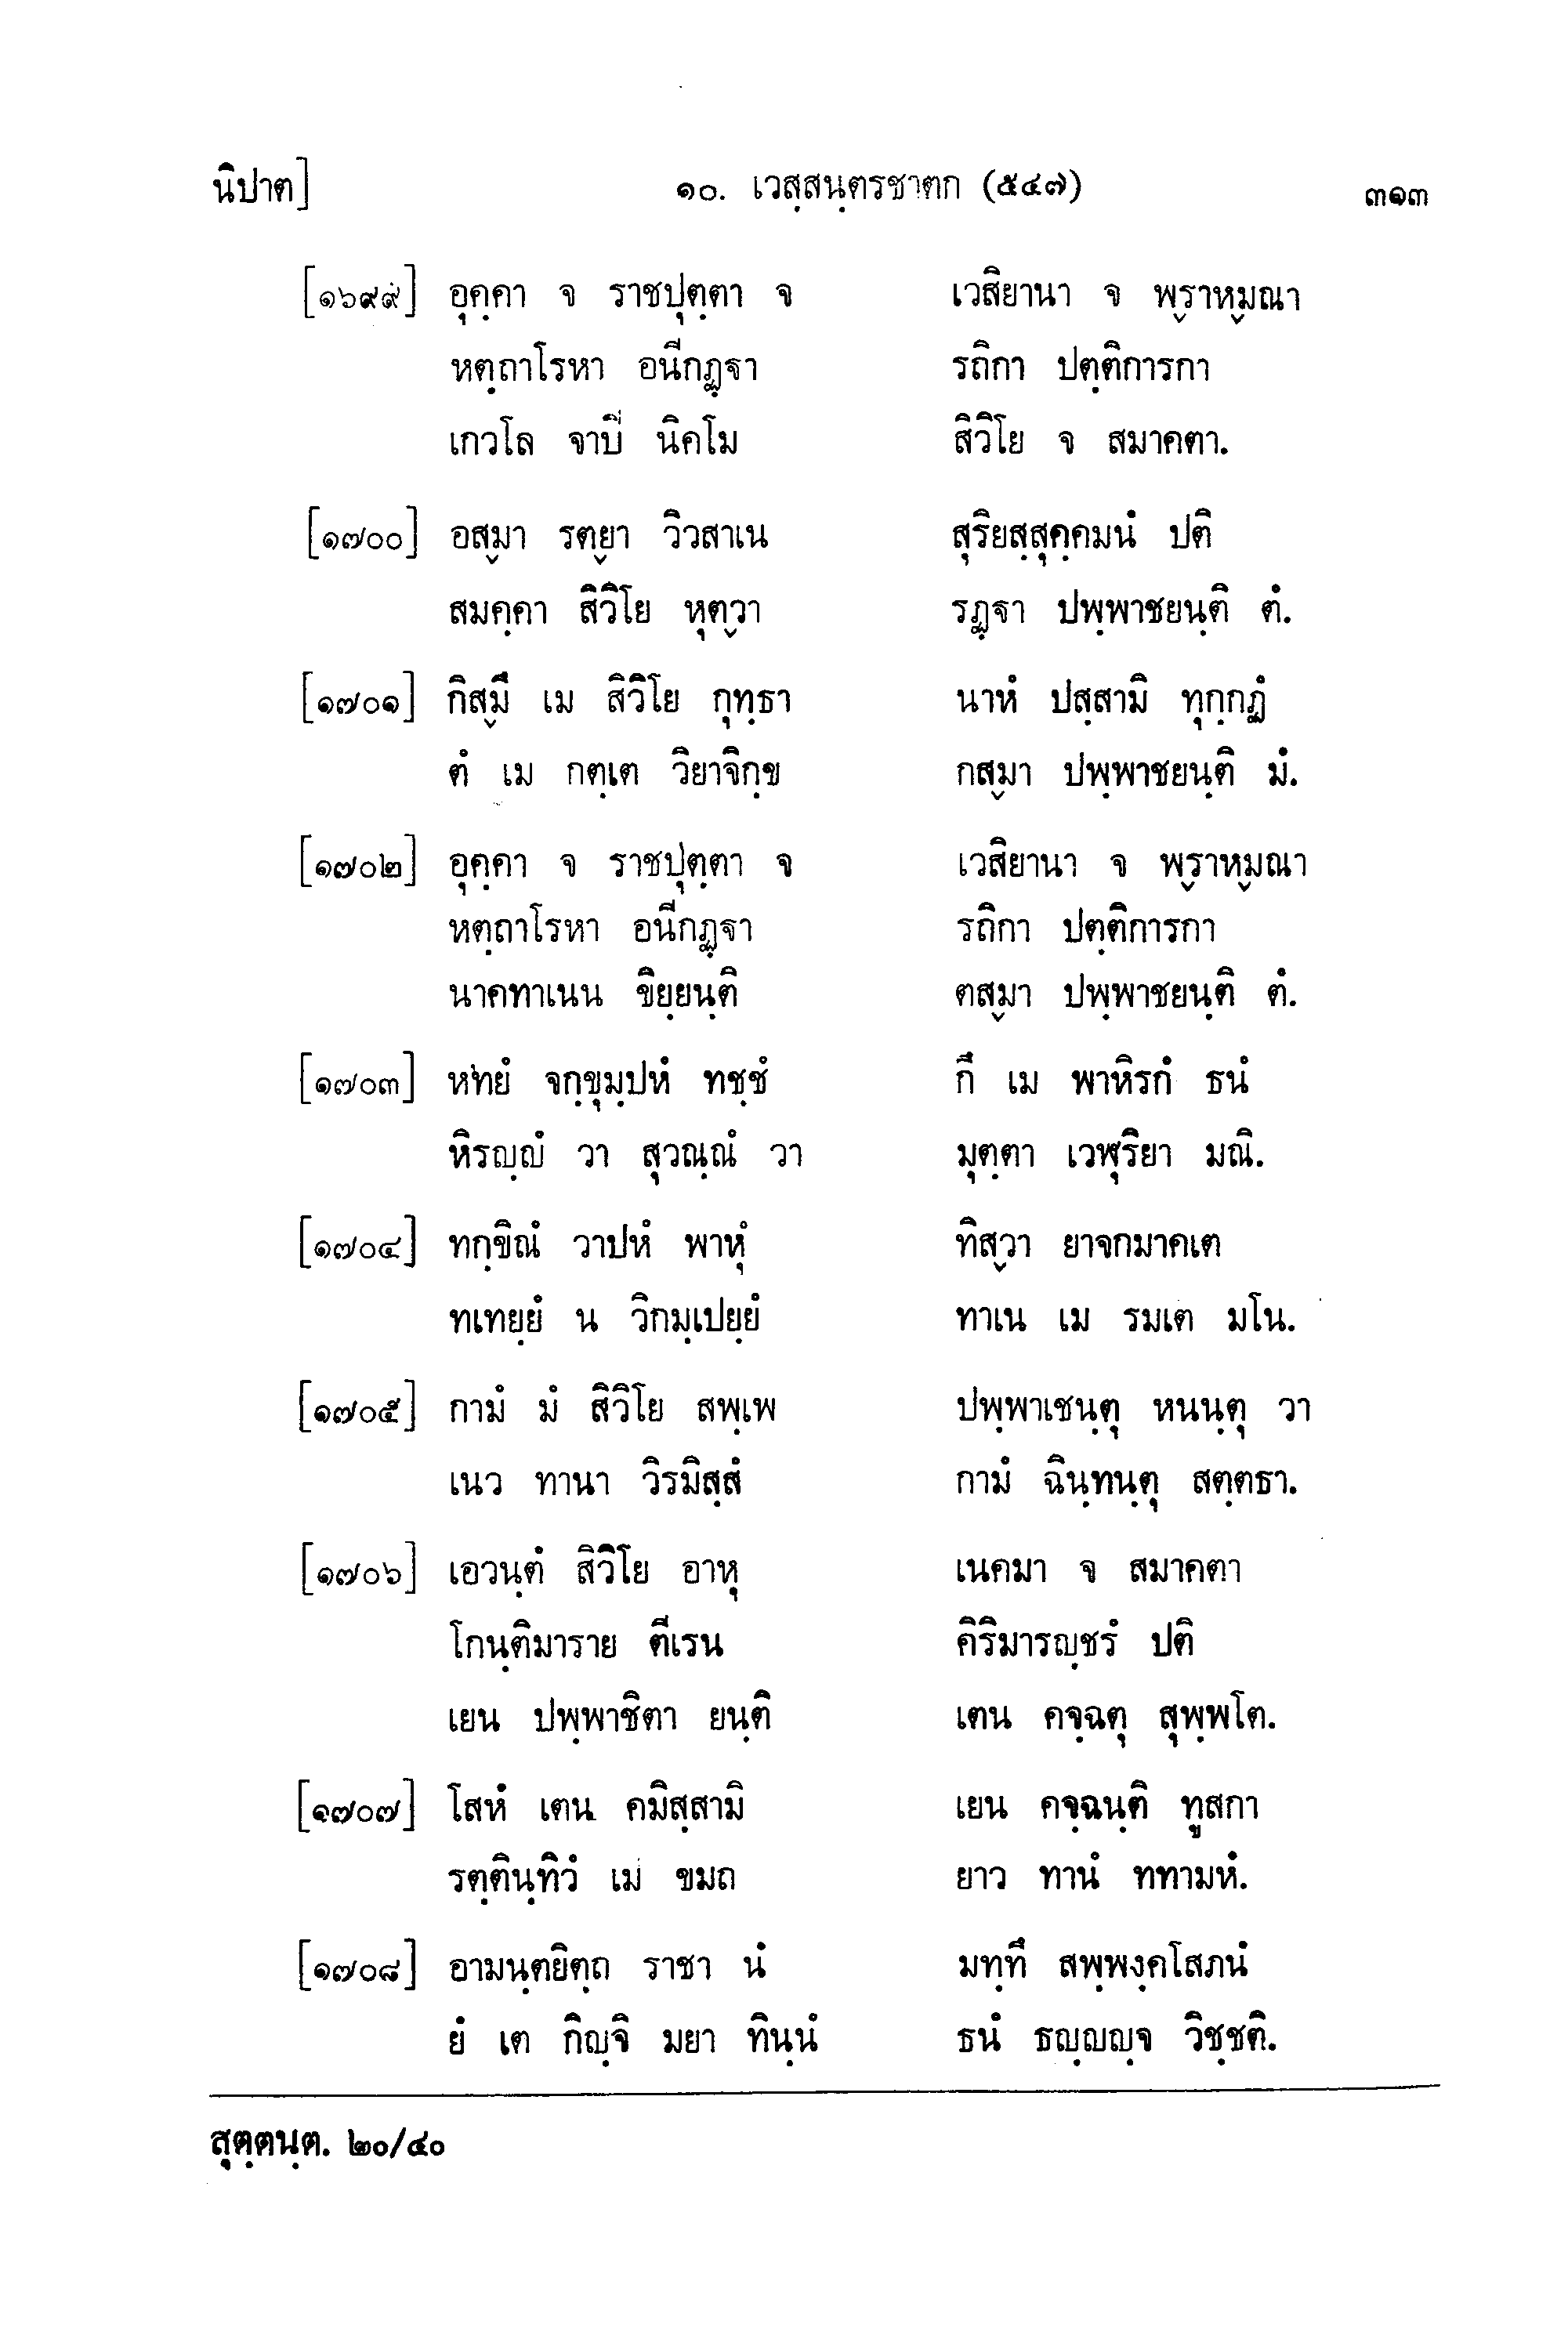 นิปาต] ๑๐. เวสฺสนฺตรชาตก (๕๔๗) ๓๑๓
[๑๖๙๙] อุคฺคา จ ราชปุตฺตา จ เวสิยานา จ พฺราหฺมณา
หตฺถาโรหา อนีกฏฺฐา รถิกา ปตฺติการกา
เกวโล จาปิ นิคโม สิวิโย จ สมาคตา.
[๑๗๐๐] อสฺมา รตฺยา วิวสาเน สุริยสฺสุคฺคมนํ ปติ
สมคฺคา สิวิโย หุตฺวา รฏฺฐา ปพฺพาชยนฺติ ตํ.
[๑๗๐๑] กิสฺมึ เม สิวิโย กุทฺธา นาหํ ปสฺสามิ ทุกฺกฏํ
ตํ เม กตฺเต วิยาจิกฺข กสฺมา ปพฺพาชยนฺติ มํ.
[๑๗๐๒] อุคฺคา จ ราชปุตฺตา จ เวสิยานา จ พฺราหฺมณา
หตฺถาโรหา อนีกฏฺฐา รถิกา ปตฺติการกา
นาคทาเนน ขิยฺยนฺติ ตสฺมา ปพฺพาชยนฺติ ตํ.
[๑๗๐๓] หทยํ จกฺขุมฺปหํ ทชฺชํ กึ เม พาหิรกํ ธนํ
หิรญฺญํ วา สุวณฺณํ วา มุตฺตา เวฬุริยา มณิ.
[๑๗๐๔] ทกฺขิณํ วาปหํ พาหุํ ทิสฺวา ยาจกมาคเต
ทเทยฺยํ น วิกมฺเปยฺยํ ทาเน เม รมเต มโน.
[๑๗๐๕] กามํ มํ สิวิโย สพฺเพ ปพฺพาเชนฺตุ หนนฺตุ วา
เนว ทานา วิรมิสฺสํ กามํ ฉินฺทนฺตุ สตฺตธา.
[๑๗๐๖] เอวนฺตํ สิวิโย อาหุ เนคมา จ สมาคตา
โกนฺติมาราย ตีเรน คิริมารญฺชรํ ปติ
เยน ปพฺพาชิตา ยนฺติ เตน คจฺฉตุ สุพฺพโต.
[๑๗๐๗] โสหํ เตน คมิสฺสามิ เยน คจฺฉนฺติ ทูสกา
รตฺตินฺทิวํ เม ขมถ ยาว ทานํ ททามหํ.
[๑๗๐๘] อามนฺตยิตฺถ ราชา นํ มทฺทึ สพฺพงฺคโสภนํ
ยํ เต กิญฺจิ มยา ทินฺนํ ธนํ ธญฺญญฺจ วิชฺชติ.
สุตฺตนฺต. ๒๐/๔๐